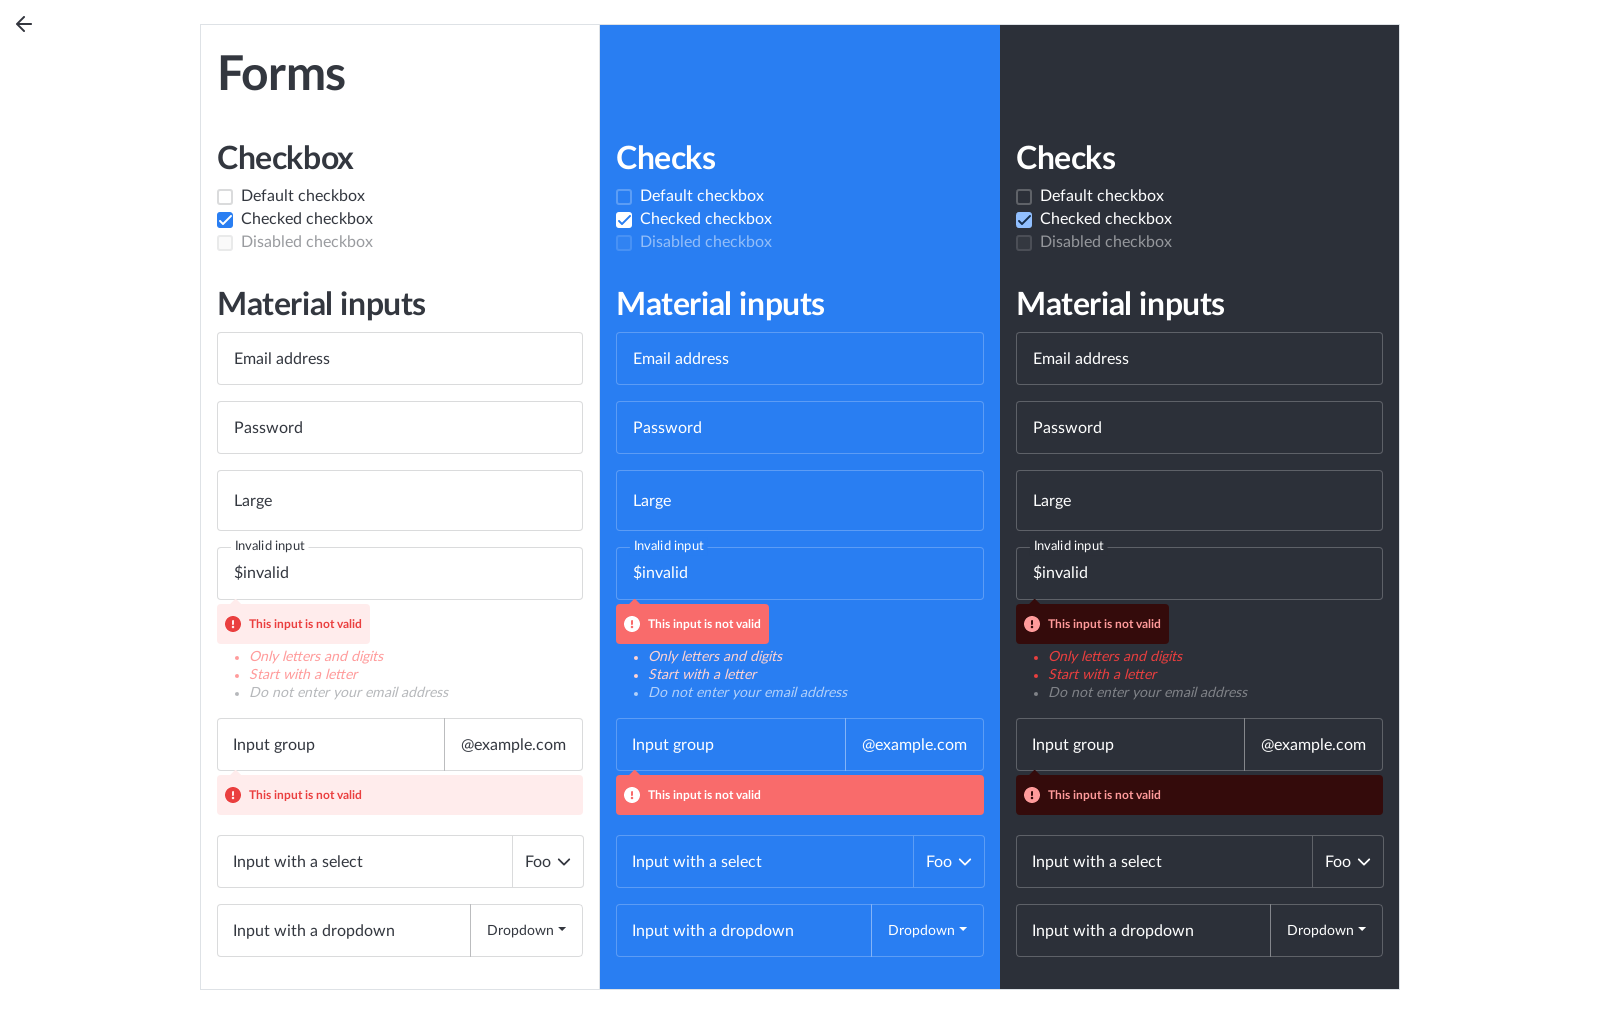 Forms
Checkbox
Default checkbox
Checked checkbox
Disabled checkbox
Material inputs
Email address
Password
Large
Invalid input
$invalid
This input is not valid
Only letters and digits
Start with a letter
Do not enter your email address
Input group
@example.com
This input is not valid
Input with a select
Foo
Input with a dropdown
Dropdown
Checks
Default checkbox
Checked checkbox
Disabled checkbox
Material inputs
Email address
Password
Large
Invalid input
$invalid
This input is not valid
Only letters and digits
Start with a letter
Do not enter your email address
Input group
@example.com
This input is not valid
Input with a select
Foo
Input with a dropdown
Dropdown
Checks
Default checkbox
Checked checkbox
Disabled checkbox
Material inputs
Email address
Password
Large
Invalid input
$invalid
This input is not valid
Only letters and digits
Start with a letter
Do not enter your email address
Input group
@example.com
This input is not valid
Input with a select
Foo
Input with a dropdown
Dropdown